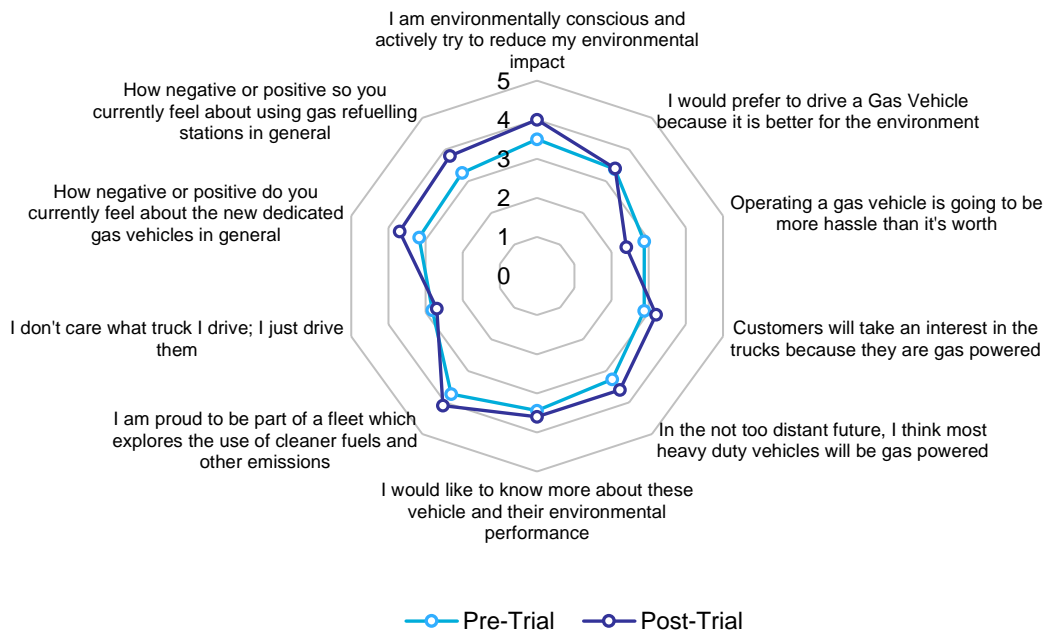 I am environmentally conscious and
actively try to reduce my environmental
impact
How negative or positive so you
currently feel about using gas refuelling
stations in general
I would prefer to drive a Gas Vehicle
because it is better for the environment
How negative or positive do you
currently feel about the new dedicated
gas vehicles in general
Operating a gas vehicle is going to be
more hassle than it's worth
5
4
3
2
1
0
I don't care what truck I drive; I just drive
them
Customers will take an interest in the
trucks because they are gas powered
I am proud to be part of a fleet which
explores the use of cleaner fuels and
other emissions
In the not too distant future, I think most
heavy duty vehicles will be gas powered
I would like to know more about these
vehicle and their environmental
performance
Pre-Trial
Post-Trial